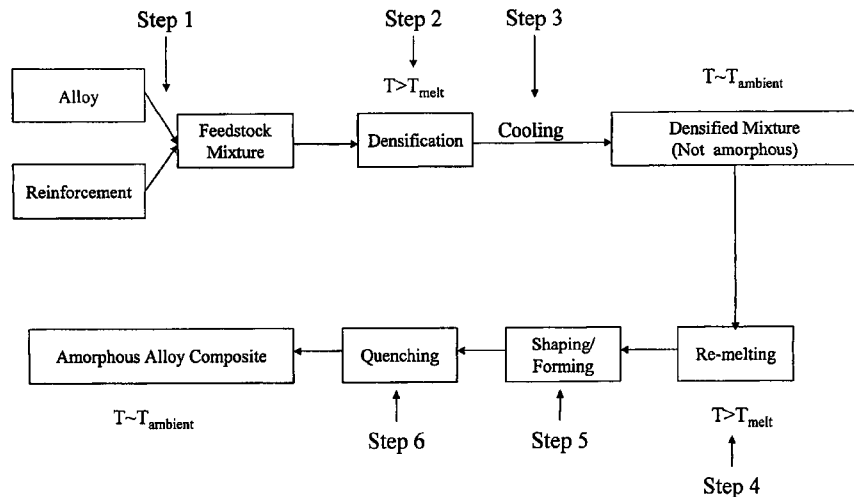 Step 1
Step 2
Step 3
T>Tmelt
T~Tambient
Alloy
Feedstock
Mixture
Densification
Cooling
Densified Mixture
(Not amorphous)
Reinforcement
Amorphous Alloy Composite
Quenching
Shaping/
Forming
Re-melting
T~Tambient
T>Tmelt
Step 6
Step 5
Step 4